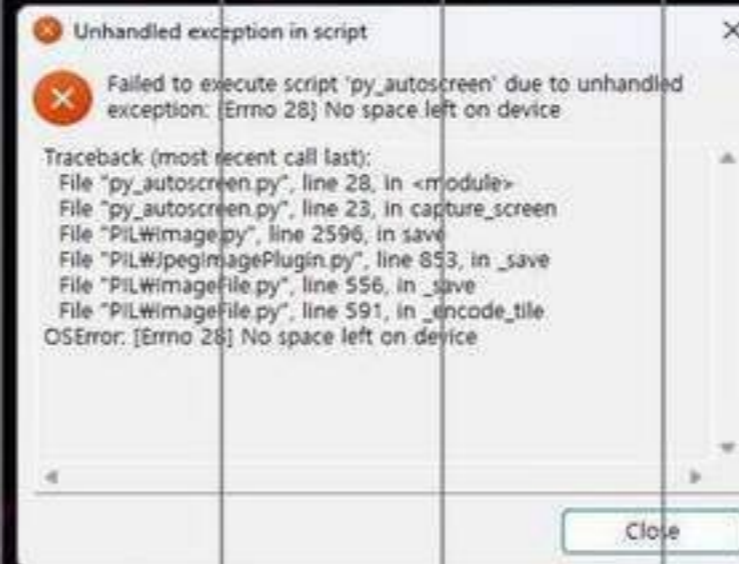 Unhandled exception in script
Failed to execute script 'py_autoscreen' due to unhandled
exception: [Errno 28] No space left on device
Traceback (most recent call last):
File "py_autoscreen.py", line 28, in <module>
File "py_autoscreen.py", line 23, in capture_screen
File "PIL₩Image.py", line 2596, in save
File "PIL₩JpegImagePlugin.py", line 853, in _save
File "PIL₩ImageFile.py", line 556, in _save
File "PIL₩ImageFile.py", line 591, in _encode_tile
OSError: [Errno 28] No space left on device
Close